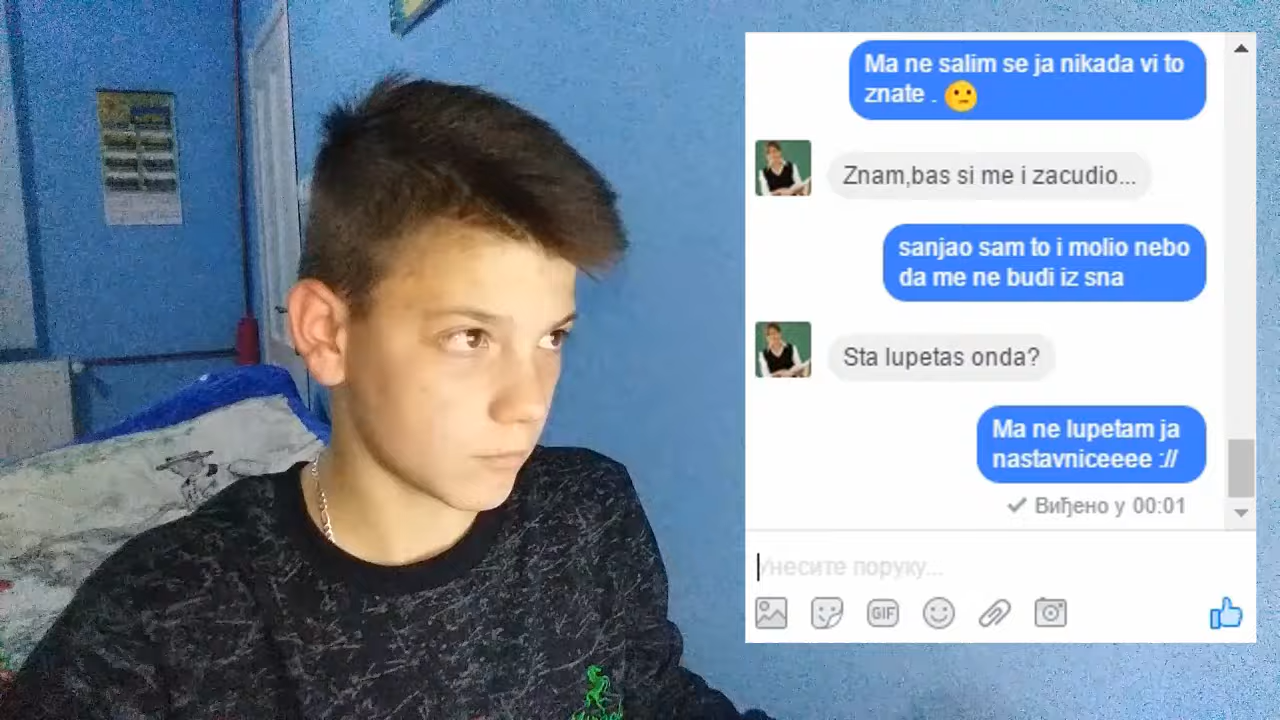 Ma ne salim se ja nikada vi to
znate . 
Znam,bas si me i zacudio...
sanjao sam to i molio nebo
da me ne budi iz sna
Sta lupetas onda?
Ma ne lupetam ja
nastavniceeee ://
Виђено у 00:01
Унесите поруку...
GIF